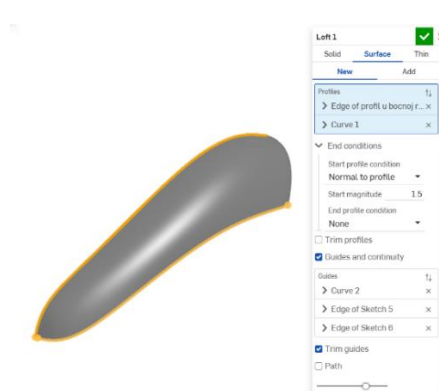 Loft 1
Solid Surface Thin
New Add
Profiles
Edge of profil u bocnoj r...
Curve 1
End conditions
Start profile condition
Normal to profile
Start magnitude 1.5
End profile condition
None
Trim profiles
Guides and continuity
Guides
Curve 2
Edge of Sketch 5
Edge of Sketch 6
Trim guides
Path